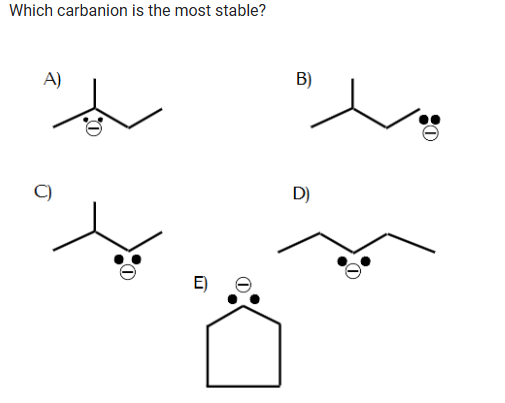 Which carbanion is the most stable?
A)
B)
C)
D)
E)